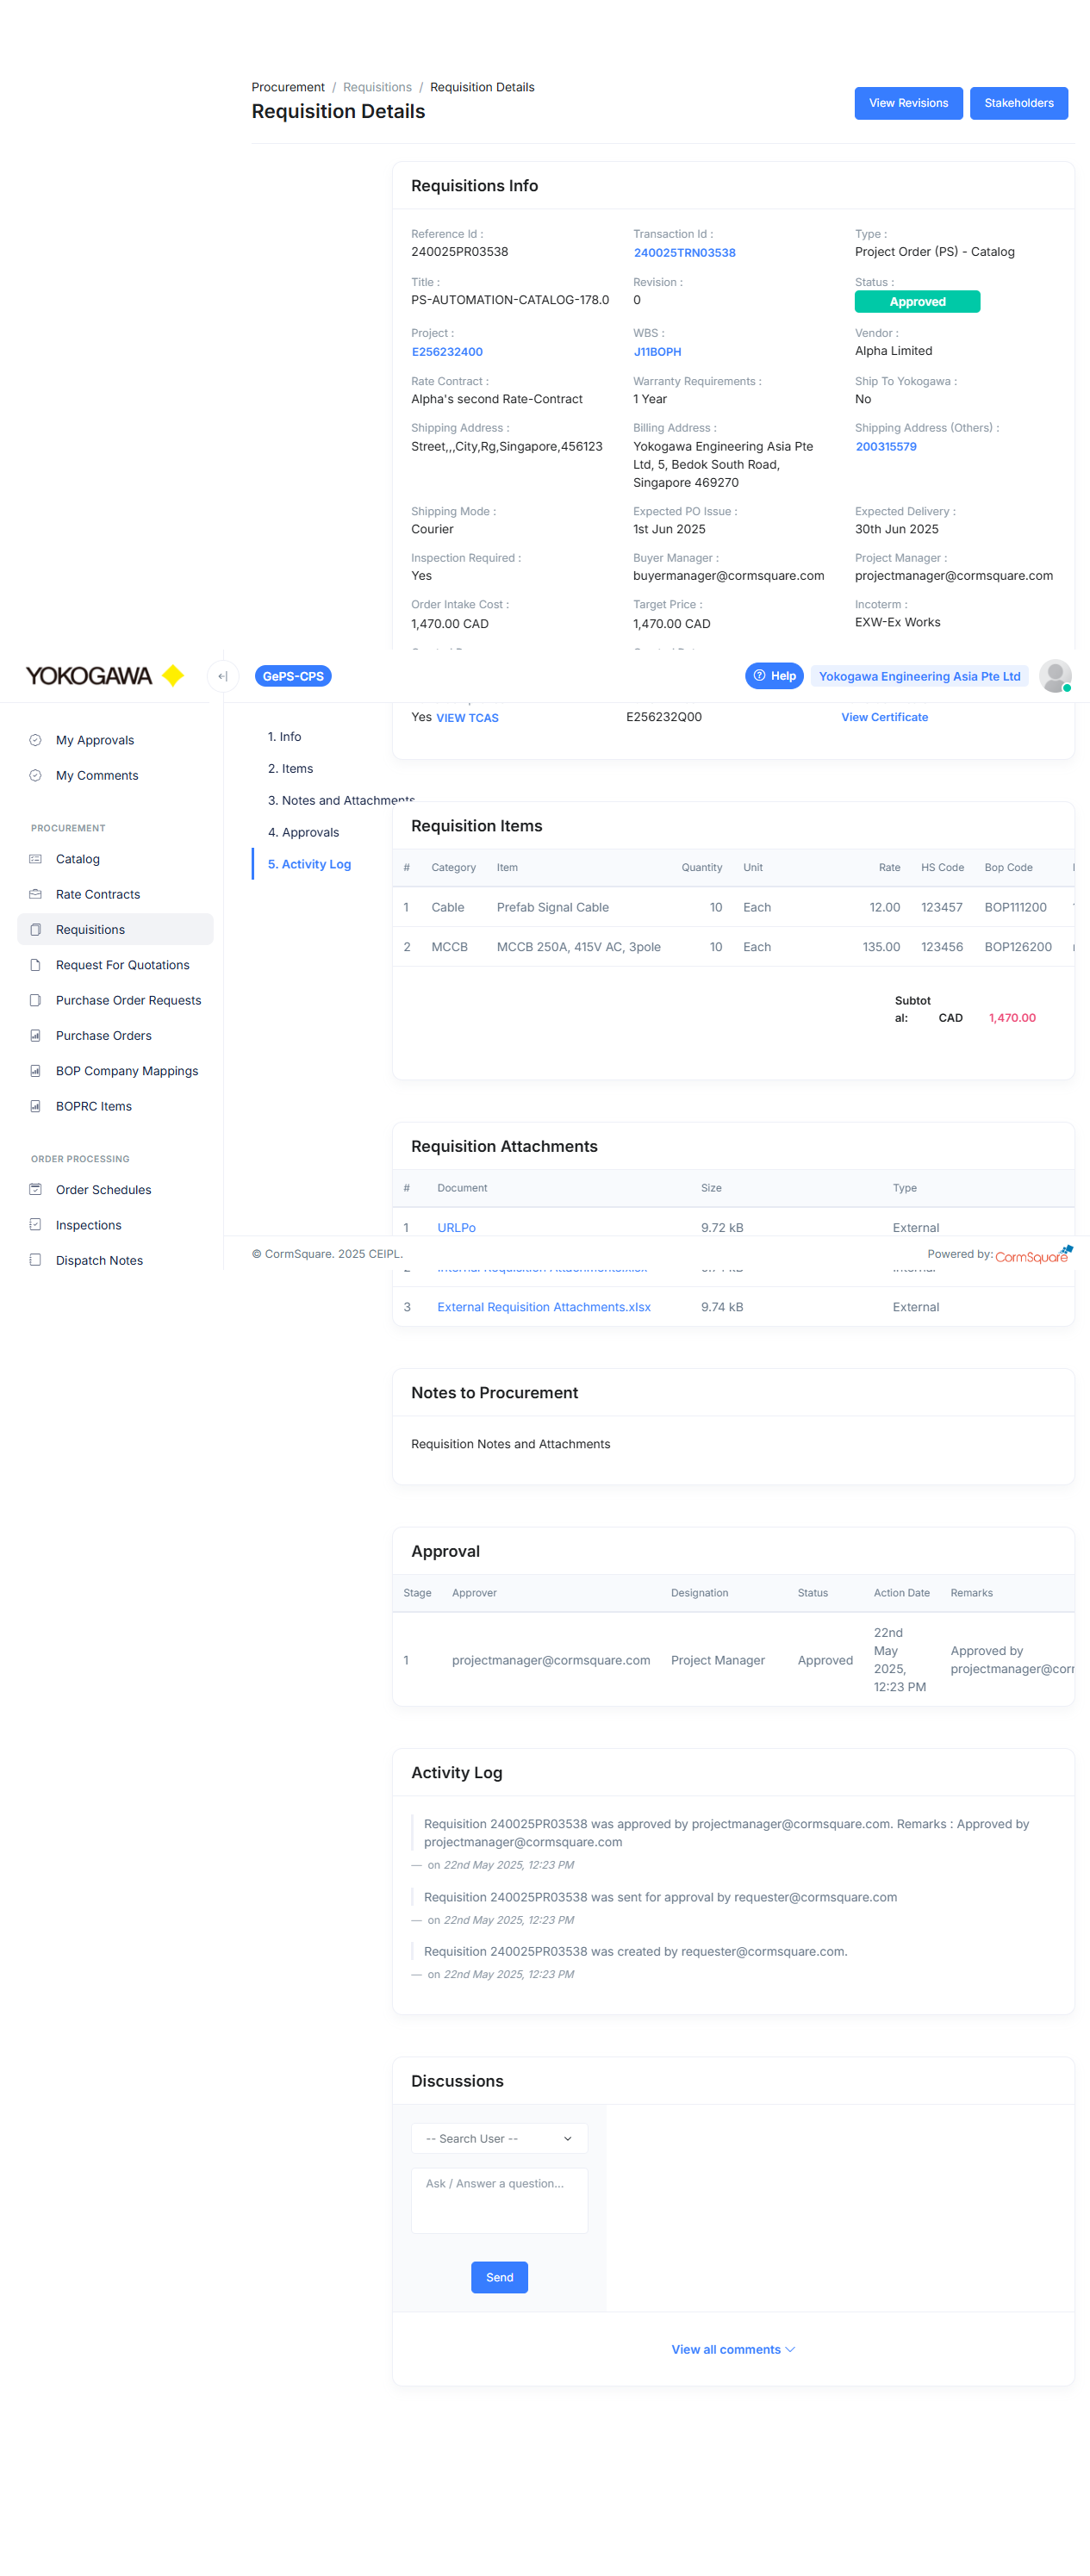 Procurement / Requisitions / Requisition Details
Requisition Details
View Revisions
Stakeholders
Requisitions Info
Reference Id :
240025PR03538
Transaction Id :
240025TRN03538
Type :
Project Order (PS) - Catalog
Title :
PS-AUTOMATION-CATALOG-178.0
Revision :
0
Status :
Approved
Project :
E256232400
WBS :
J11BOPH
Vendor :
Alpha Limited
Rate Contract :
Alpha's second Rate-Contract
Warranty Requirements :
1 Year
Ship To Yokogawa :
No
Shipping Address :
Street,,,City,Rg,Singapore,456123
Billing Address :
Yokogawa Engineering Asia Pte
Ltd, 5, Bedok South Road,
Singapore 469270
Shipping Address (Others) :
200315579
Shipping Mode :
Courier
Expected PO Issue :
1st Jun 2025
Expected Delivery :
30th Jun 2025
Inspection Required :
Yes
Buyer Manager :
buyermanager@cormsquare.com
Project Manager :
projectmanager@cormsquare.com
Order Intake Cost :
1,470.00 CAD
Target Price :
1,470.00 CAD
Incoterm :
EXW-Ex Works
YOKOGAWA
GePS-CPS
Help
Yokogawa Engineering Asia Pte Ltd
Yes VIEW TCAS
E256232Q00
View Certificate
My Approvals
My Comments
PROCUREMENT
Catalog
Rate Contracts
Requisitions
Request For Quotations
Purchase Order Requests
Purchase Orders
BOP Company Mappings
BOPRC Items
ORDER PROCESSING
Order Schedules
Inspections
Dispatch Notes
1. Info
2. Items
3. Notes and Attachments
4. Approvals
5. Activity Log
Requisition Items
# Category Item Quantity Unit Rate HS Code Bop Code
1 Cable Prefab Signal Cable 10 Each 12.00 123457 BOP111200
2 MCCB MCCB 250A, 415V AC, 3pole 10 Each 135.00 123456 BOP126200
Subtot
al: CAD 1,470.00
Requisition Attachments
# Document Size Type
1 URLPo 9.72 kB External
© CormSquare. 2025 CEIPL.
Powered by: CormSquare
3 External Requisition Attachments.xlsx 9.74 kB External
Notes to Procurement
Requisition Notes and Attachments
Approval
Stage Approver Designation Status Action Date Remarks
1 projectmanager@cormsquare.com Project Manager Approved
22nd
May
2025,
12:23 PM
Approved by
projectmanager@cor
Activity Log
Requisition 240025PR03538 was approved by projectmanager@cormsquare.com. Remarks : Approved by
projectmanager@cormsquare.com
— on 22nd May 2025, 12:23 PM
Requisition 240025PR03538 was sent for approval by requester@cormsquare.com
— on 22nd May 2025, 12:23 PM
Requisition 240025PR03538 was created by requester@cormsquare.com.
— on 22nd May 2025, 12:23 PM
Discussions
-- Search User --
Ask / Answer a question...
Send
View all comments